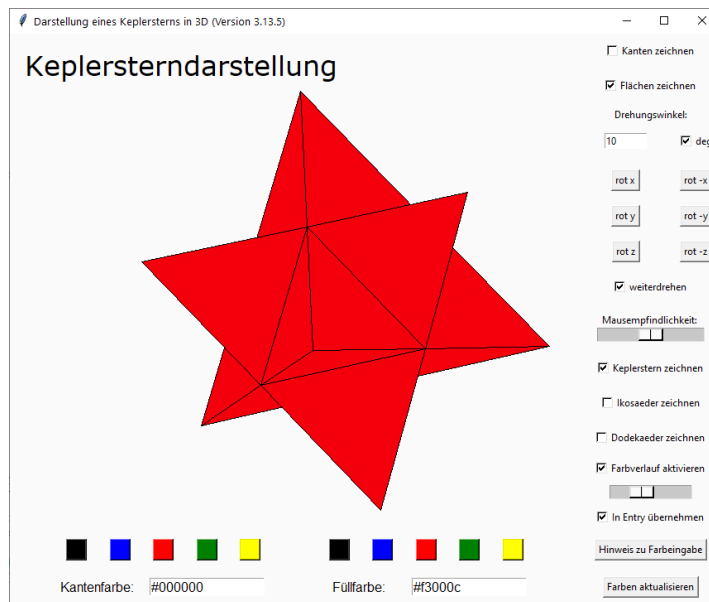 Darstellung eines Keplersterns in 3D (Version 3.13.5)
Keplersterndarstellung
Kanten zeichnen
Flächen zeichnen
Drehungswinkel:
10 deg
rot x rot -x
rot y rot -y
rot z rot -z
weiterdrehen
Mausempfindlichkeit:
Keplerstern zeichnen
Ikosaeder zeichnen
Dodekaeder zeichnen
Farbverlauf aktivieren
In Entry übernehmen
Hinweis zu Farbeingabe
Kantenfarbe: #000000 Füllfarbe: #f3000c Farben aktualisieren